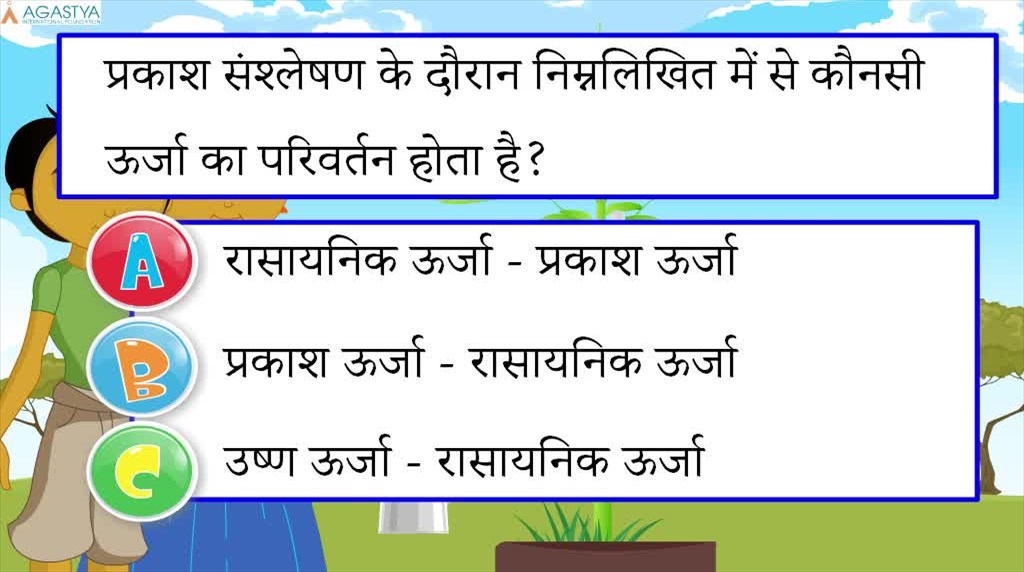 AGASTYA
INTERNATIONAL FOUNDATION
प्रकाश संश्लेषण के दौरान निम्नलिखित में से कौनसी
ऊर्जा का परिवर्तन होता है?
A रासायनिक ऊर्जा - प्रकाश ऊर्जा
B प्रकाश ऊर्जा - रासायनिक ऊर्जा
C उष्ण ऊर्जा - रासायनिक ऊर्जा